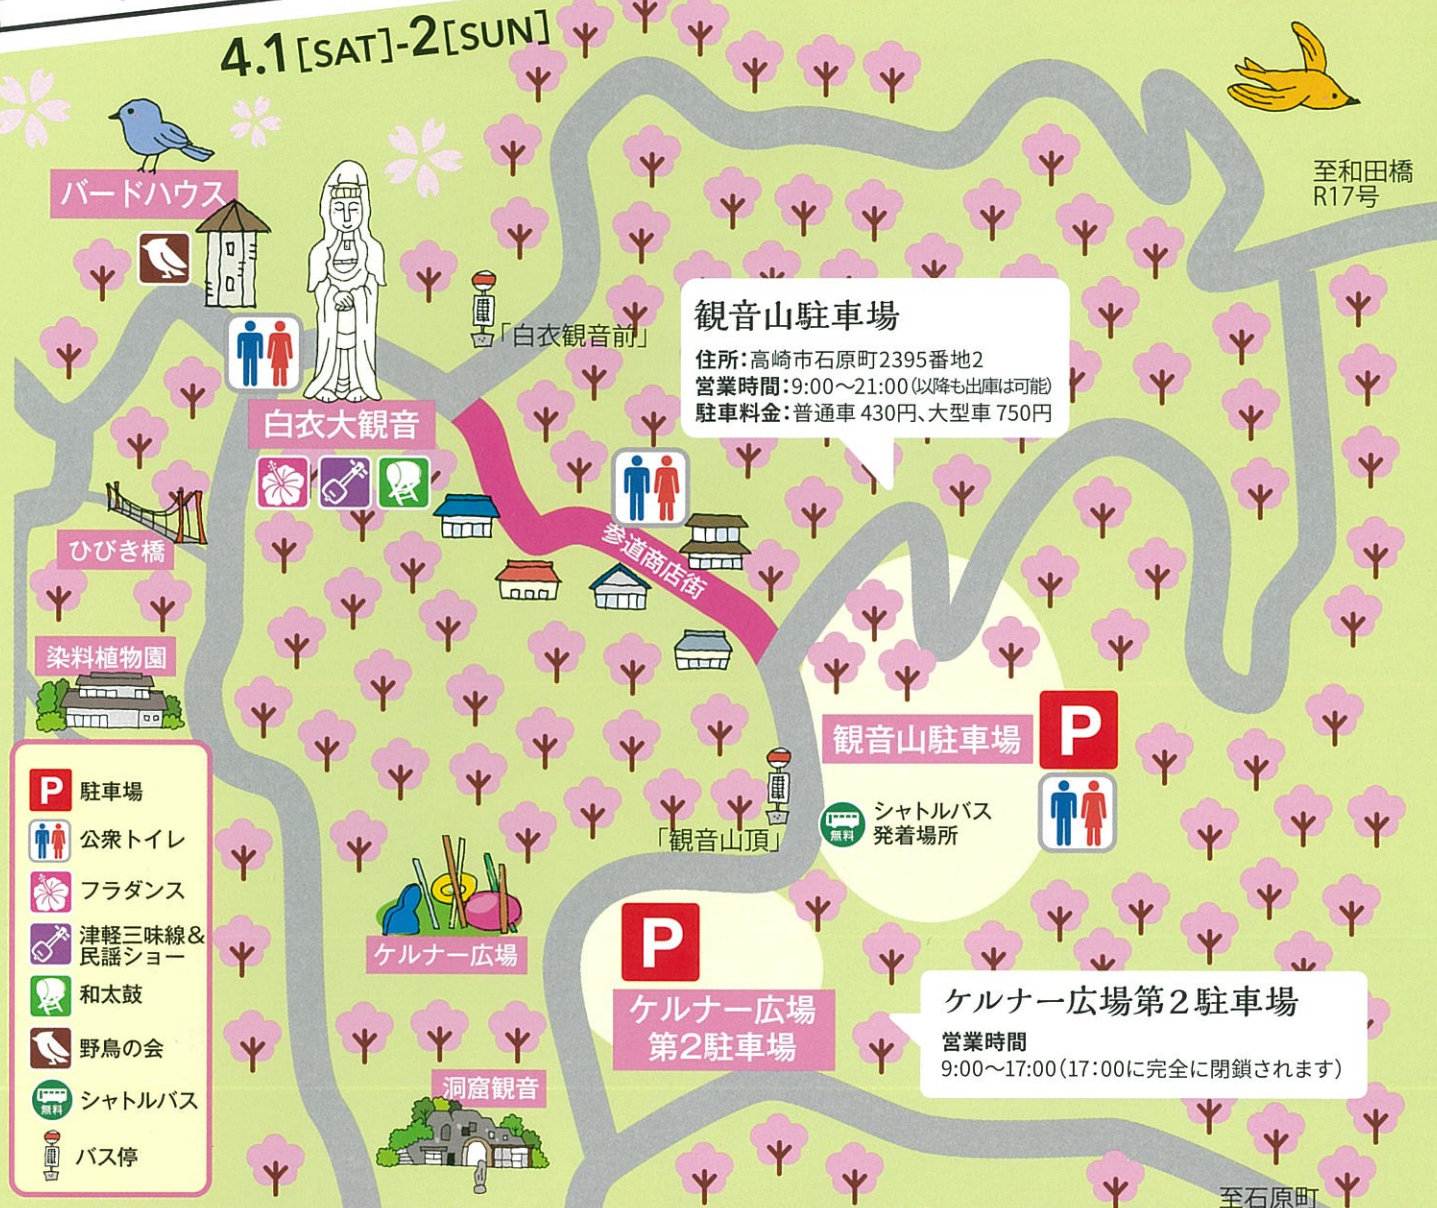 4.1[SAT]-2[SUN]
バードハウス
至和田橋
R17号
「白衣観音前」
観音山駐車場
住所:高崎市石原町2395番地2
営業時間:9:00〜21:00(以降も出庫は可能)
駐車料金:普通車 430円、大型車 750円
白衣大観音
参道商店街
ひびき橋
染料植物園
観音山駐車場
P
シャトルバス
発着場所
無料
「観音山頂」
ケルナー広場
P
ケルナー広場
第2駐車場
ケルナー広場第2駐車場
営業時間
9:00〜17:00(17:00に完全に閉鎖されます)
洞窟観音
至石原町
P 駐車場
公衆トイレ
フラダンス
津軽三味線&
民謡ショー
和太鼓
野鳥の会
無料 シャトルバス
バス停